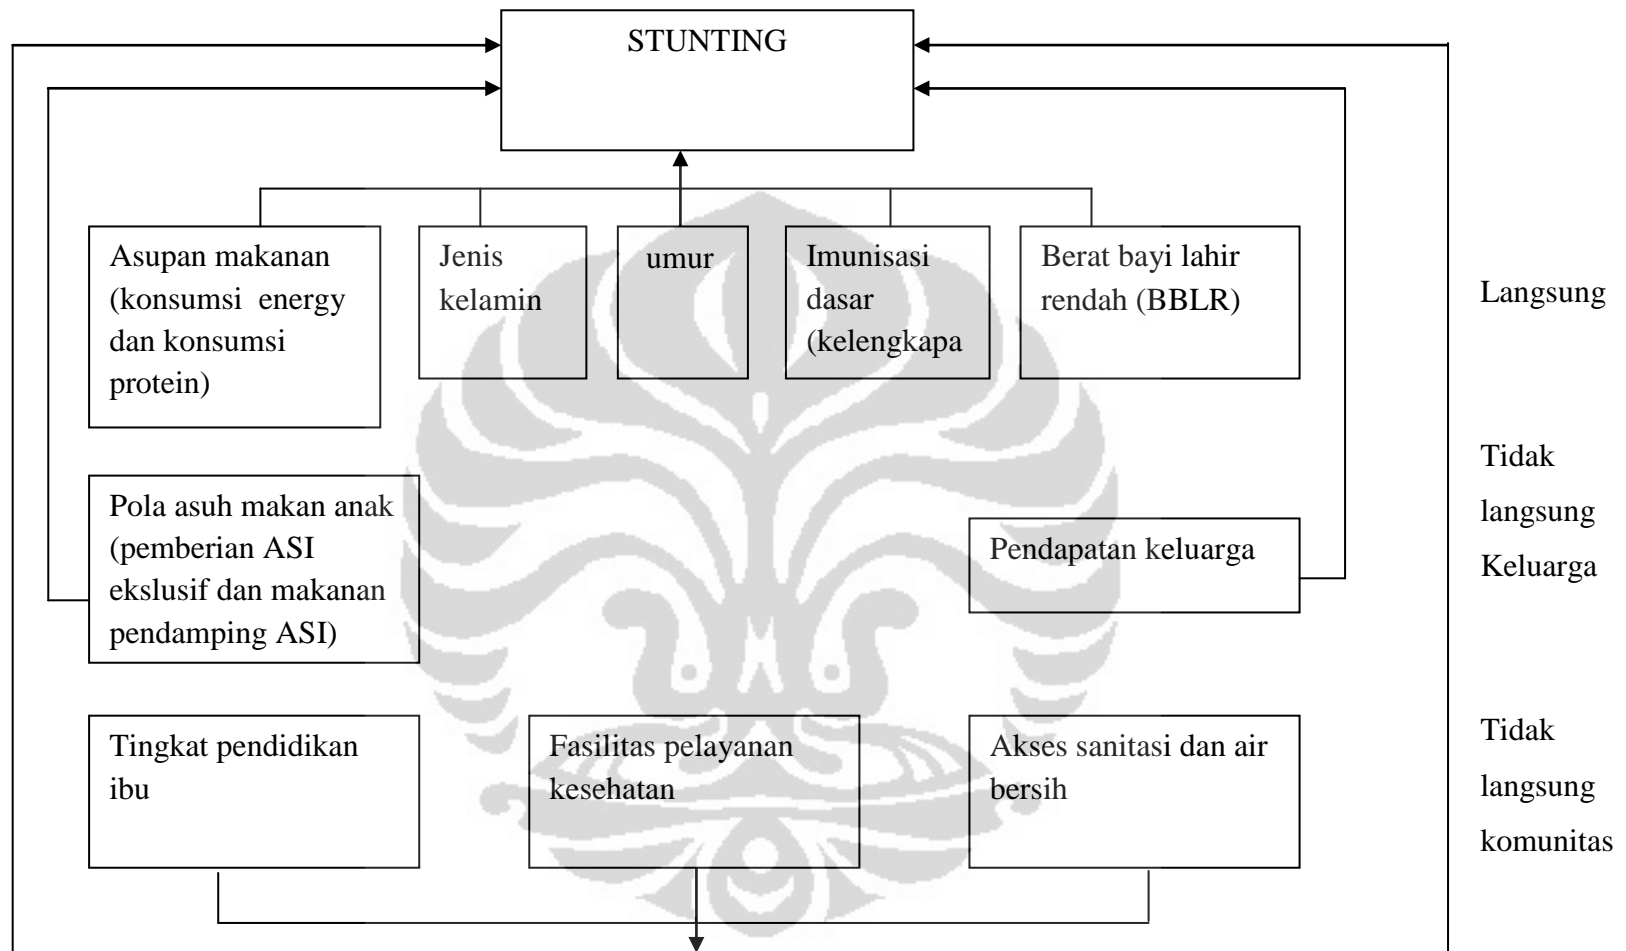 STUNTING
Asupan makanan
(konsumsi energy
dan konsumsi
protein)
Jenis
kelamin
umur
Imunisasi
dasar
(kelengkapa
Berat bayi lahir
rendah (BBLR)
Langsung
Pola asuh makan anak
(pemberian ASI
ekslusif dan makanan
pendamping ASI)
Pendapatan keluarga
Tidak
langsung
Keluarga
Tingkat pendidikan
ibu
Fasilitas pelayanan
kesehatan
Akses sanitasi dan air
bersih
Tidak
langsung
komunitas